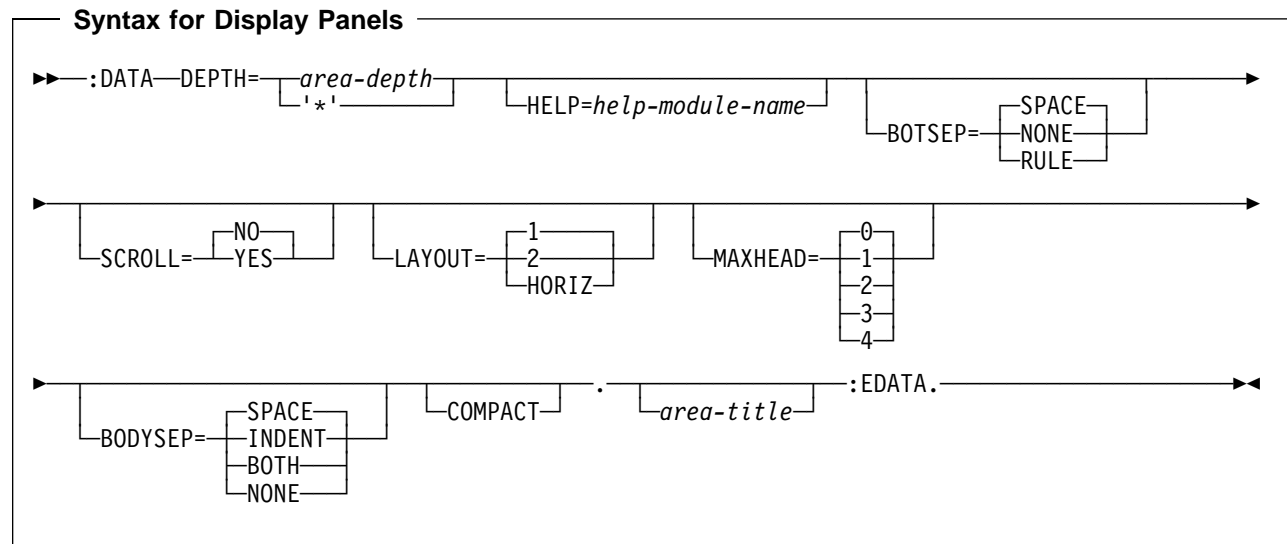 Syntax for Display Panels
:DATA DEPTH= area-depth HELP=help-module-name BOTSEP= SPACE
'*' NONE
RULE
SCROLL= NO LAYOUT= 1 MAXHEAD= 0
YES 2 1
HORIZ 2
3
4
BODYSEP= SPACE COMPACT . area-title :EDATA.
INDENT
BOTH
NONE